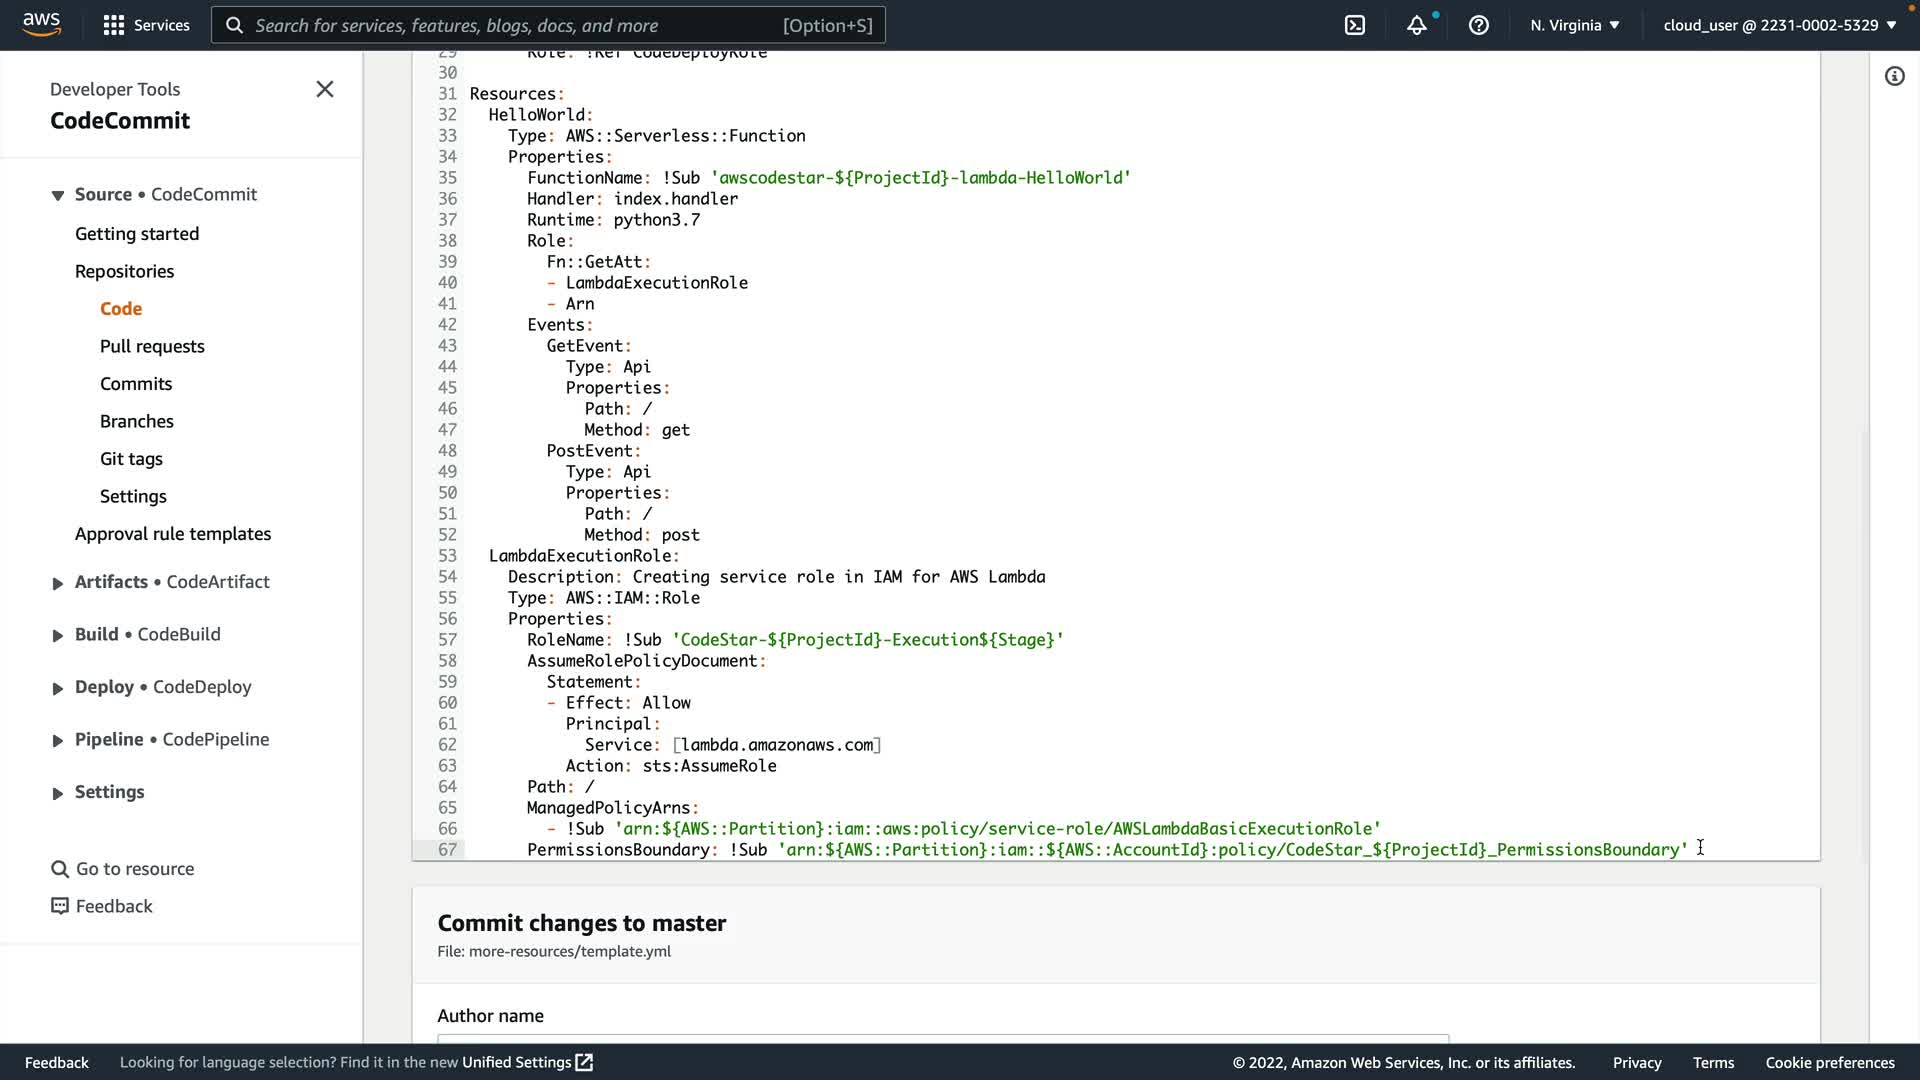 aws
Services
Search for services, features, blogs, docs, and more [Option+S]
N. Virginia
cloud_user @ 2231-0002-5329
Developer Tools
CodeCommit
Source • CodeCommit
Getting started
Repositories
Code
Pull requests
Commits
Branches
Git tags
Settings
Approval rule templates
Artifacts • CodeArtifact
Build • CodeBuild
Deploy • CodeDeploy
Pipeline • CodePipeline
Settings
Go to resource
Feedback
29 Role: !Ref CodeDeployRole
30
31 Resources:
32 HelloWorld:
33 Type: AWS::Serverless::Function
34 Properties:
35 FunctionName: !Sub 'awscodestar-${ProjectId}-lambda-HelloWorld'
36 Handler: index.handler
37 Runtime: python3.7
38 Role:
39 Fn::GetAtt:
40 - LambdaExecutionRole
41 - Arn
42 Events:
43 GetEvent:
44 Type: Api
45 Properties:
46 Path: /
47 Method: get
48 PostEvent:
49 Type: Api
50 Properties:
51 Path: /
52 Method: post
53 LambdaExecutionRole:
54 Description: Creating service role in IAM for AWS Lambda
55 Type: AWS::IAM::Role
56 Properties:
57 RoleName: !Sub 'CodeStar-${ProjectId}-Execution${Stage}'
58 AssumeRolePolicyDocument:
59 Statement:
60 - Effect: Allow
61 Principal:
62 Service: [lambda.amazonaws.com]
63 Action: sts:AssumeRole
64 Path: /
65 ManagedPolicyArns:
66 - !Sub 'arn:${AWS::Partition}:iam::aws:policy/service-role/AWSLambdaBasicExecutionRole'
67 PermissionsBoundary: !Sub 'arn:${AWS::Partition}:iam::${AWS::AccountId}:policy/CodeStar_${ProjectId}_PermissionsBoundary'
Commit changes to master
File: more-resources/template.yml
Author name
Feedback
Looking for language selection? Find it in the new Unified Settings
© 2022, Amazon Web Services, Inc. or its affiliates.
Privacy
Terms
Cookie preferences